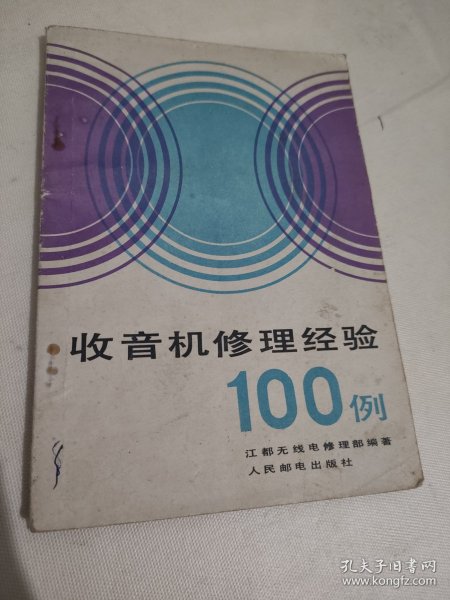 收音机修理经验
100例
江都无线电修理部编著
人民邮电出版社
孔夫子旧书网
www.kongfz.com